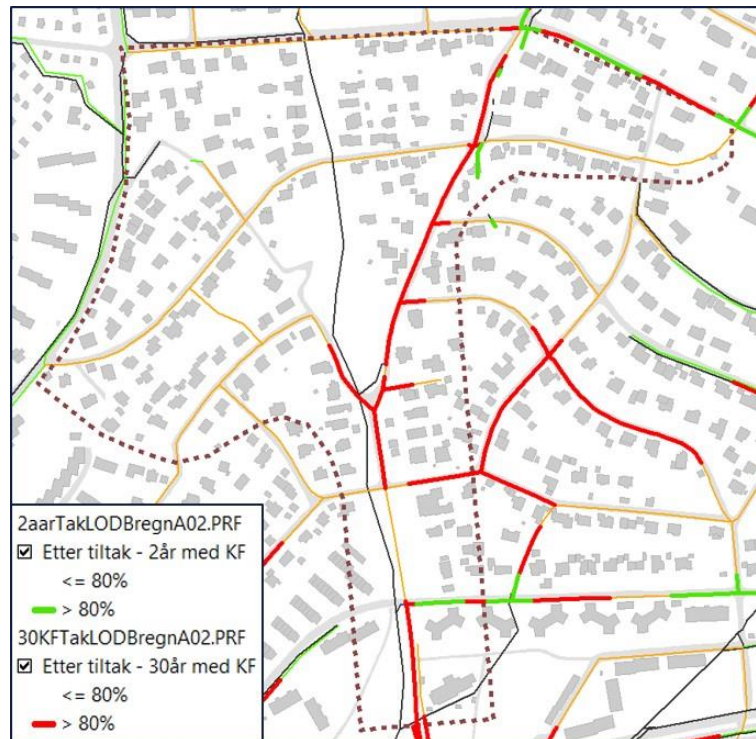 2aarTakLODBregnA02.PRF
Etter tiltak - 2år med KF
<= 80%
> 80%
30KFTakLODBregnA02.PRF
Etter tiltak - 30år med KF
<= 80%
> 80%